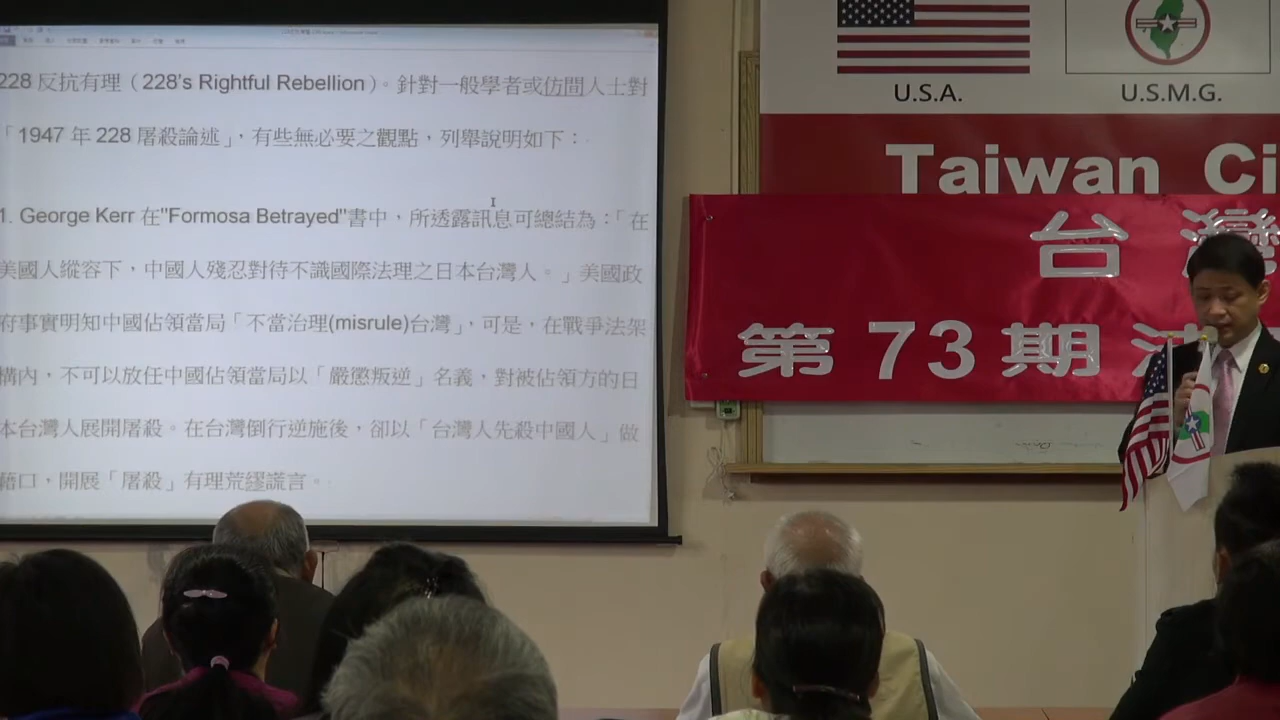 228 反抗有理（228’s Rightful Rebellion）。針對一般學者或仿間人士對
「1947 年 228 屠殺論述」，有些無必要之觀點，列舉說明如下：
1. George Kerr 在"Formosa Betrayed"書中，所透露訊息可總結為：「在
美國人縱容下，中國人殘忍對待不識國際法理之日本台灣人。」美國政
府事實明知中國佔領當局「不當治理(misrule)台灣」，可是，在戰爭法架
構內，不可以放任中國佔領當局以「嚴懲叛逆」名義，對被佔領方的日
本台灣人展開屠殺。在台灣倒行逆施後，卻以「台灣人先殺中國人」做
藉口，開展「屠殺」有理荒繆謊言。
U.S.A.
U.S.M.G.
Taiwan Ci
台灣
第73期法